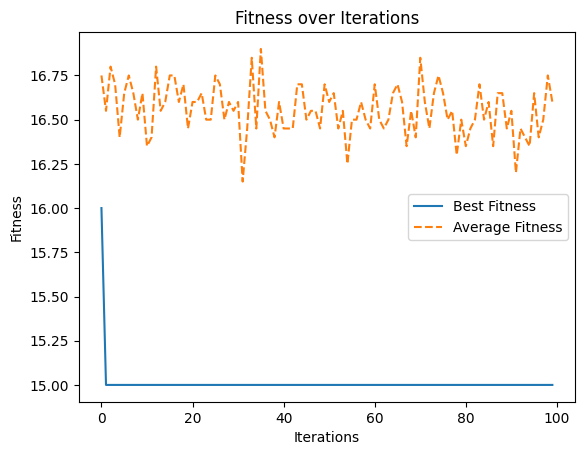 Fitness over Iterations
Fitness
16.75
16.50
16.25
16.00
15.75
15.50
15.25
15.00
Best Fitness
Average Fitness
0 20 40 60 80 100
Iterations